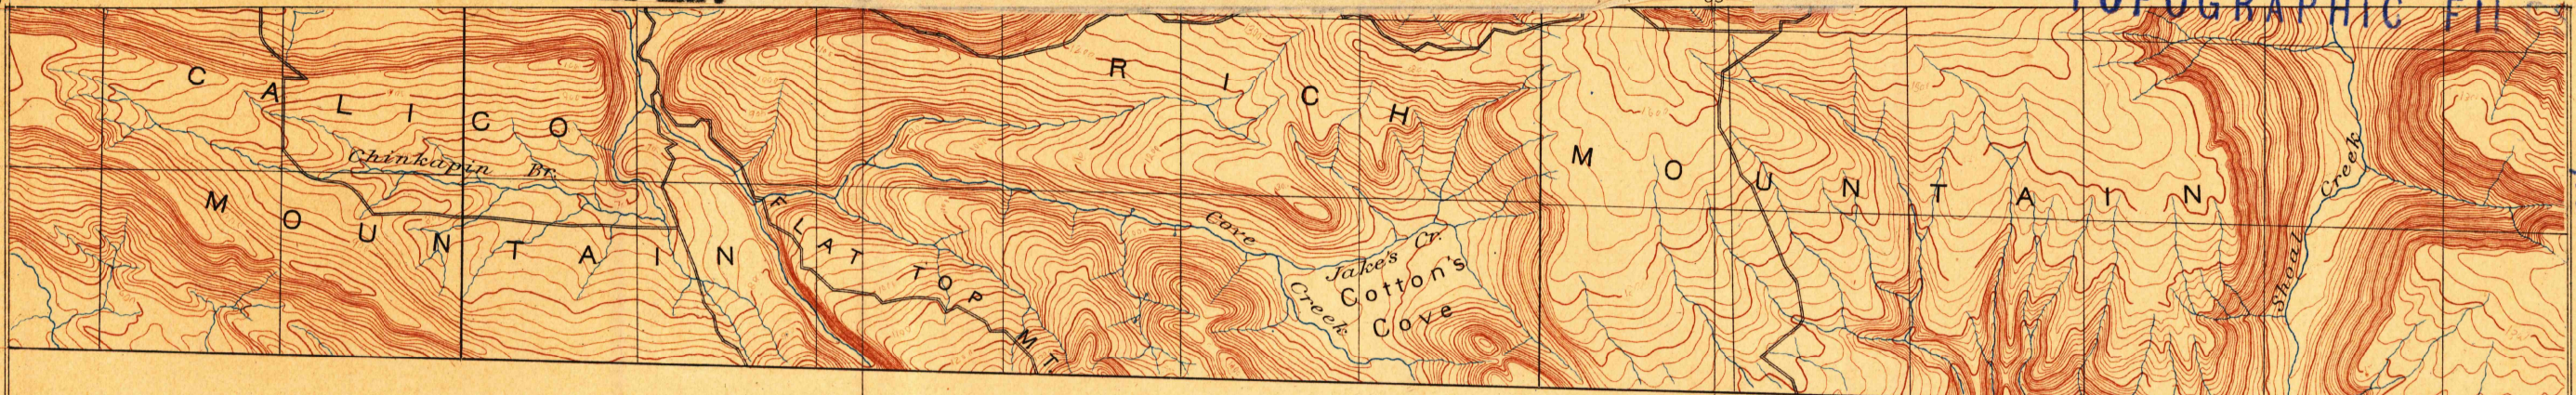 TOPOGRAPHIC
CALICO MOUNTAIN
RICH MOUNTAIN
Chinkapin Br.
FLAT TOP MT.
Cove Creek
Jake's Cr.
Cotton's
Cove
Shoal Creek